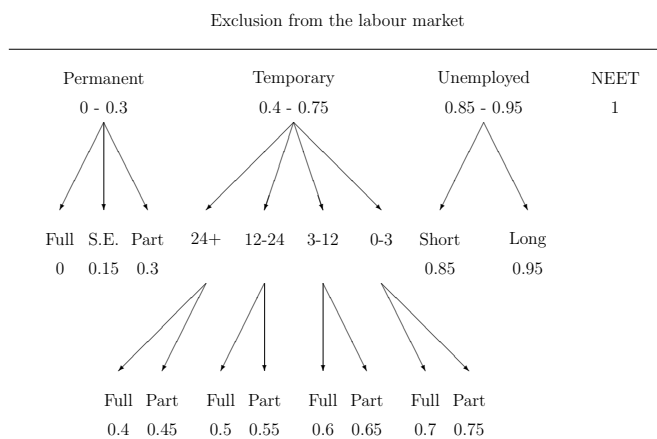 Exclusion from the labour market
Permanent Temporary Unemployed NEET
0 - 0.3 0.4 - 0.75 0.85 - 0.95 1
Full S.E. Part 24+ 12-24 3-12 0-3 Short Long
0 0.15 0.3 0.85 0.95
Full Part Full Part Full Part Full Part
0.4 0.45 0.5 0.55 0.6 0.65 0.7 0.75